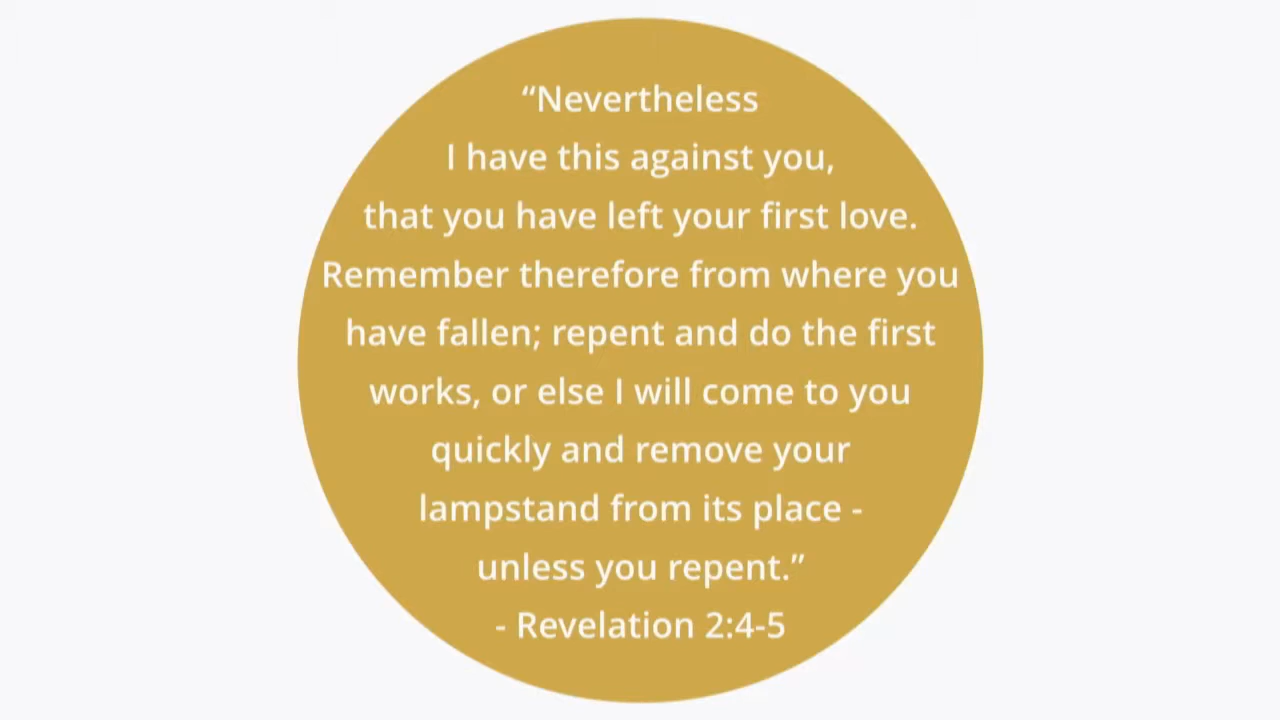 “Nevertheless
I have this against you,
that you have left your first love.
Remember therefore from where you
have fallen; repent and do the first
works, or else I will come to you
quickly and remove your
lampstand from its place -
unless you repent.”
- Revelation 2:4-5